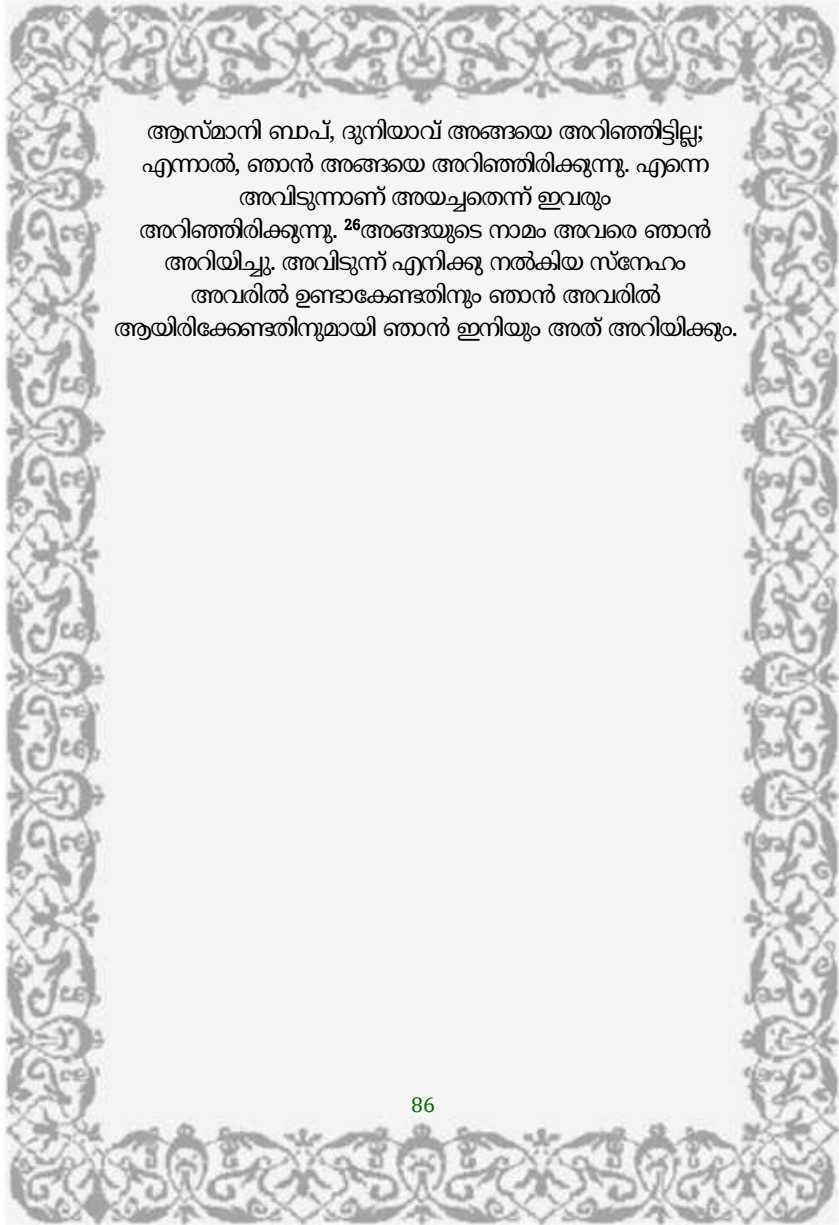 ആസ്മാനി ബാപ്, ദുനിയാവ് അങ്ങയെ അറിഞ്ഞിട്ടില്ല;
എന്നാൽ, ഞാൻ അങ്ങയെ അറിഞ്ഞിരിക്കുന്നു. എന്നെ
അവിടുന്നാണ് അയച്ചതെന്ന് ഇവരും
അറിഞ്ഞിരിക്കുന്നു. ²⁶അങ്ങയുടെ നാമം അവരെ ഞാൻ
അറിയിച്ചു. അവിടുന്ന് എനിക്കു നൽകിയ സ്നേഹം
അവരിൽ ഉണ്ടാകേണ്ടതിനും ഞാൻ അവരിൽ
ആയിരിക്കേണ്ടതിനുമായി ഞാൻ ഇനിയും അത് അറിയിക്കും.
86